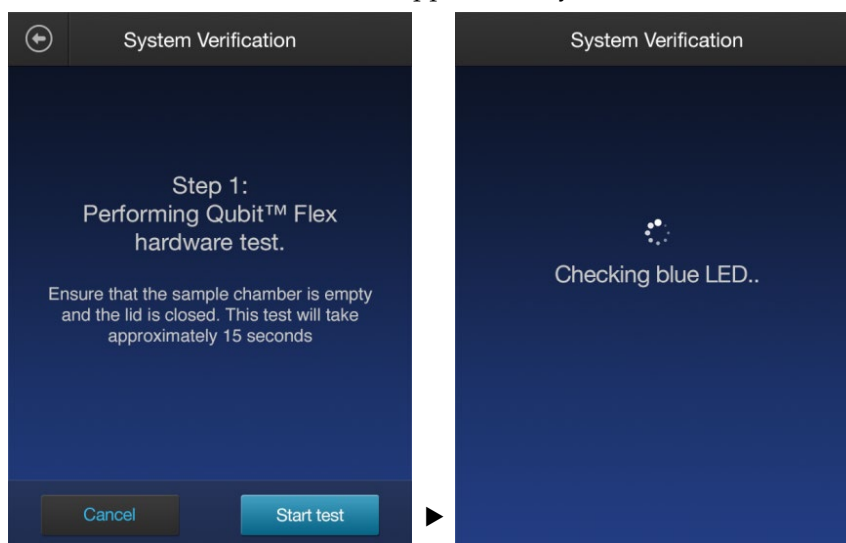 System Verification
Step 1:
Performing Qubit™ Flex
hardware test.
Ensure that the sample chamber is empty
and the lid is closed. This test will take
approximately 15 seconds
Cancel
Start test
System Verification
Checking blue LED..